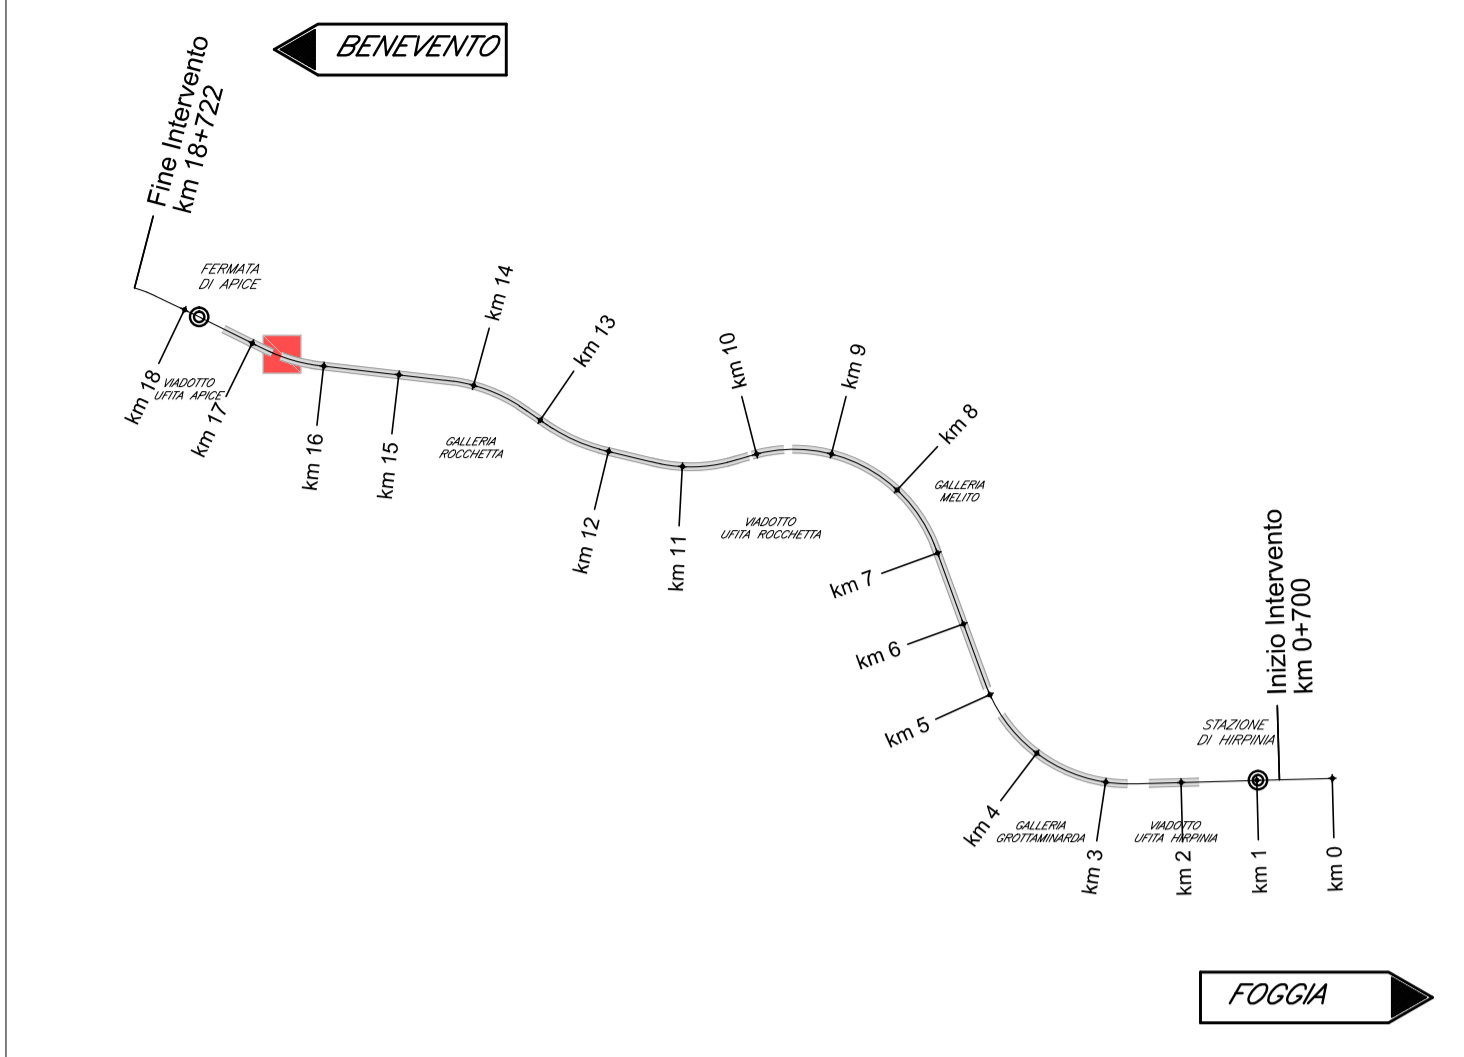 BENEVENTO
Fine Intervento
km 18+722
FERMATA
DI APICE
km 18
VIADOTTO
UFITA APICE
km 17
km 16
km 15
km 14
GALLERIA
ROCCHETTA
km 13
km 12
km 11
km 10
VIADOTTO
UFITA ROCCHETTA
km 9
km 8
GALLERIA
MELITO
km 7
km 6
km 5
km 4
GALLERIA
GROTTAMINARDA
km 3
VIADOTTO
UFITA HIRPINIA
km 2
STAZIONE
DI HIRPINIA
km 1
Inizio Intervento
km 0+700
km 0
FOGGIA